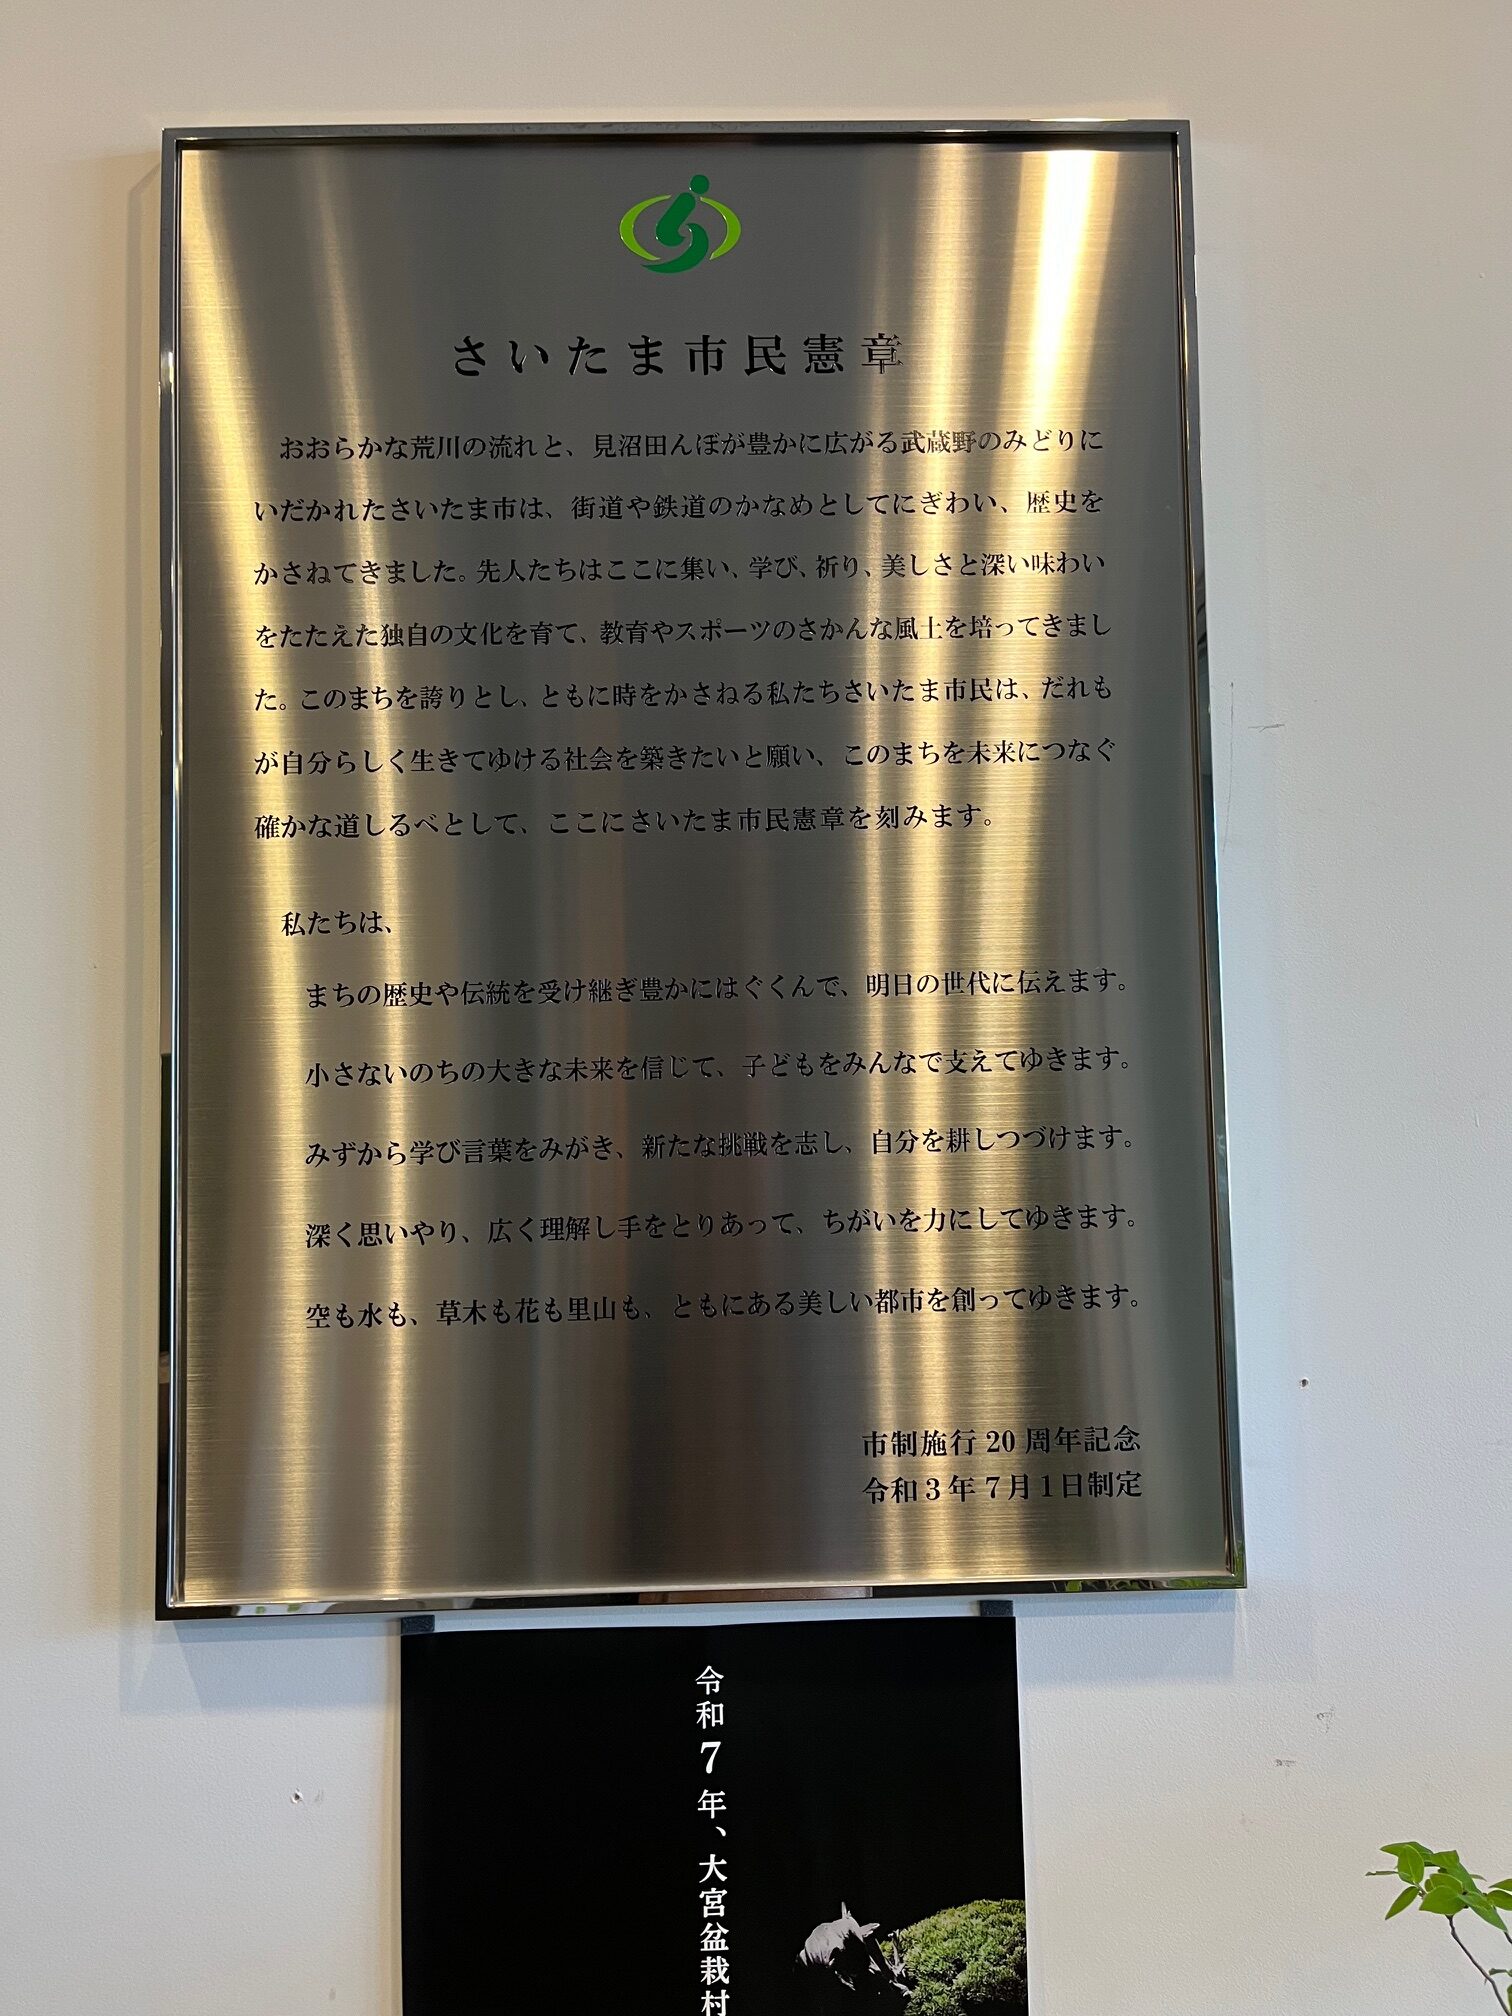 さいたま市民憲章
おおらかな荒川の流れと、見沼田んぼが豊かに広がる武蔵野のみどりに
いだかれたさいたま市は、街道や鉄道のかなめとしてにぎわい、歴史を
かさねてきました。先人たちはここに集い、学び、祈り、美しさと深い味わい
をたたえた独自の文化を育て、教育やスポーツのさかんな風土を培ってきまし
た。このまちを誇りとし、ともに時をかさねる私たちさいたま市民は、だれも
が自分らしく生きてゆける社会を築きたいと願い、このまちを未来につなぐ
確かな道しるべとして、ここにさいたま市民憲章を刻みます。
私たちは、
まちの歴史や伝統を受け継ぎ豊かにはぐくんで、明日の世代に伝えます。
小さないのちの大きな未来を信じて、子どもをみんなで支えてゆきます。
みずから学び言葉をみがき、新たな挑戦を志し、自分を耕しつづけます。
深く思いやり、広く理解し手をとりあって、ちがいを力にしてゆきます。
空も水も、草木も花も里山も、ともにある美しい都市を創ってゆきます。
市制施行20周年記念
令和3年7月1日制定
令和7年、大宮盆栽村